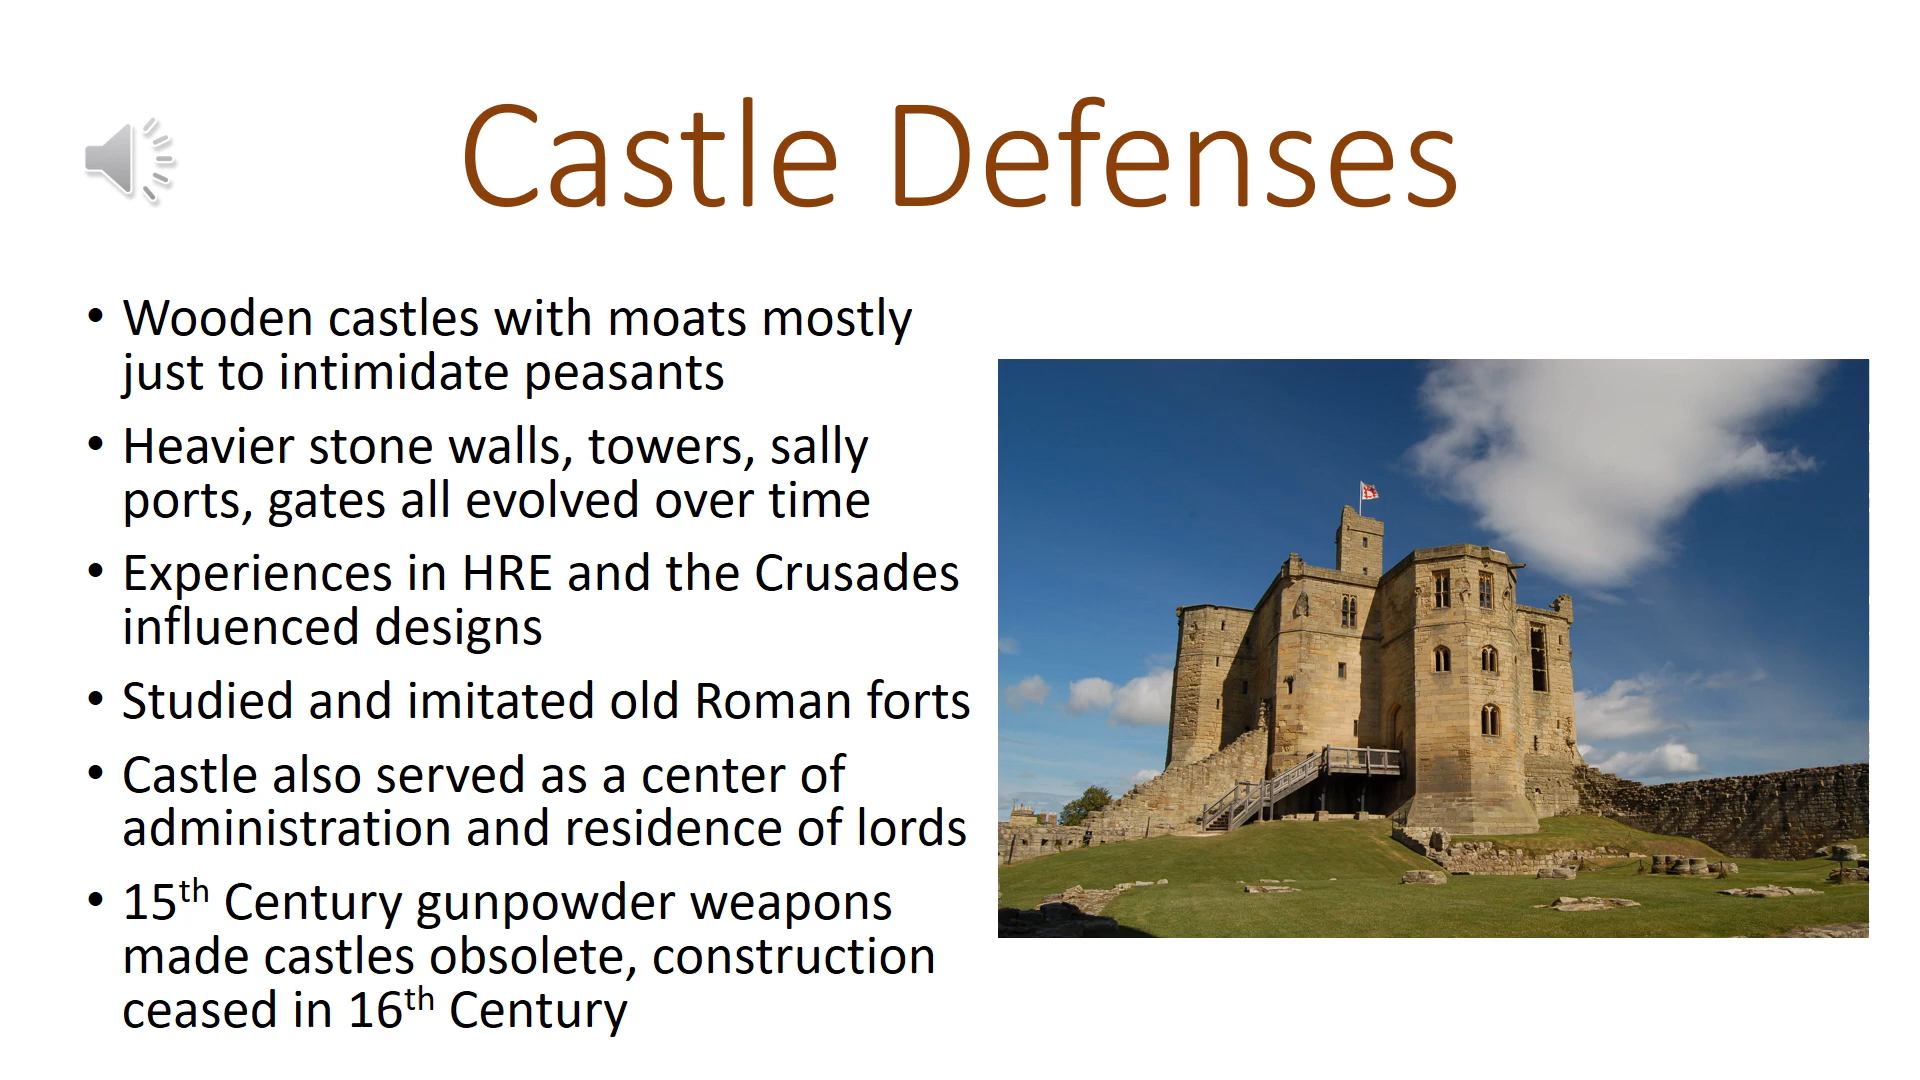 Castle Defenses
• Wooden castles with moats mostly
just to intimidate peasants
• Heavier stone walls, towers, sally
ports, gates all evolved over time
• Experiences in HRE and the Crusades
influenced designs
• Studied and imitated old Roman forts
• Castle also served as a center of
administration and residence of lords
• 15th Century gunpowder weapons
made castles obsolete, construction
ceased in 16th Century